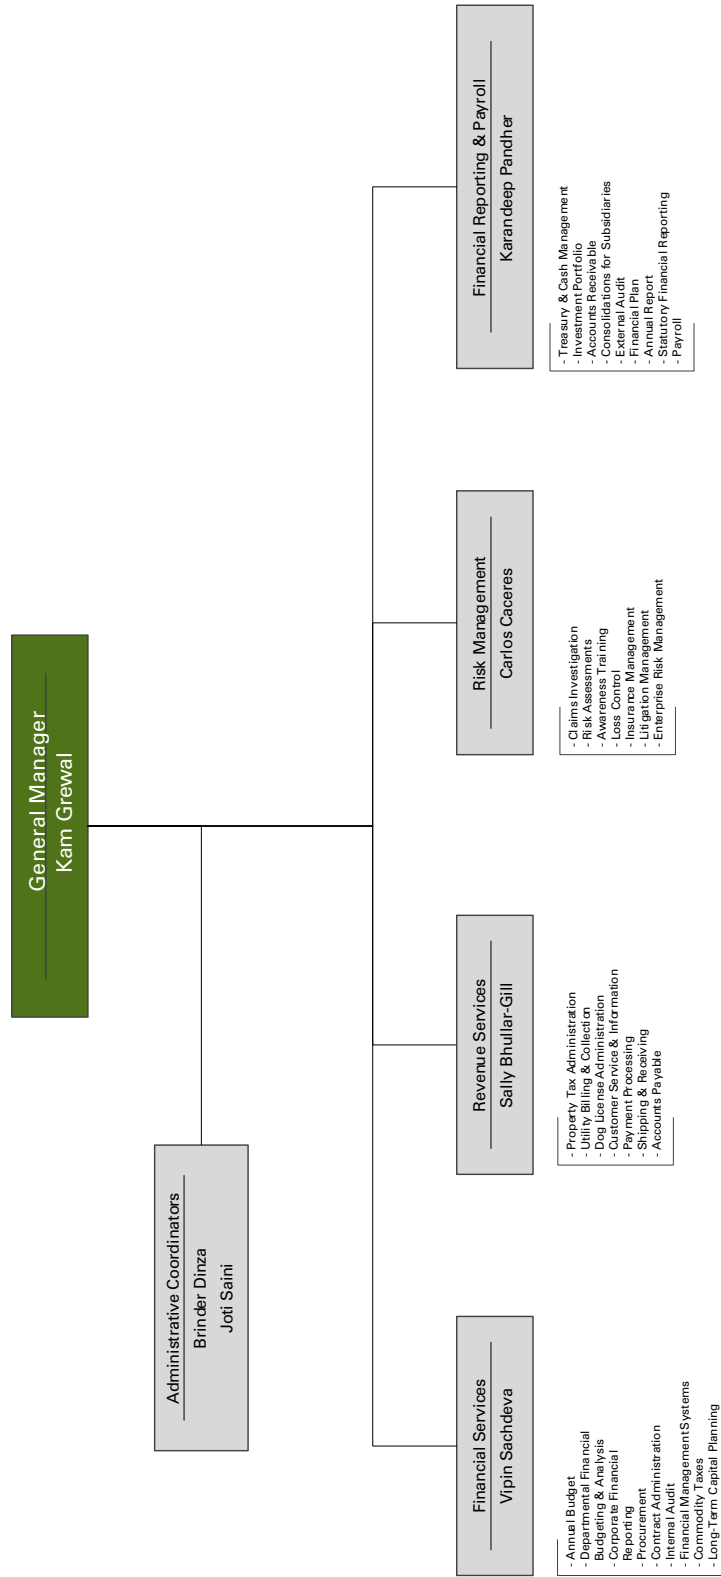 General Manager
Kam Grewal
Administrative Coordinators
Brinder Dinza
Joti Saini
Financial Services
Vipin Sachdeva
- Annual Budget
- Departmental Financial
Budgeting & Analysis
- Corporate Financial
Reporting
- Procurement
- Contract Administration
- Internal Audit
- Financial Management Systems
- Commodity Taxes
- Long-Term Capital Planning
Revenue Services
Sally Bhullar-Gill
- Property Tax Administration
- Utility Billing & Collection
- Dog License Administration
- Customer Service & Information
- Payment Processing
- Shipping & Receiving
- Accounts Payable
Risk Management
Carlos Caceres
- Claims Investigation
- Risk Assessments
- Awareness Training
- Loss Control
- Insurance Management
- Litigation Management
- Enterprise Risk Management
Financial Reporting & Payroll
Karandeep Pandher
- Treasury & Cash Management
- Investment Portfolio
- Accounts Receivable
- Consolidations for Subsidiaries
- External Audit
- Financial Plan
- Annual Report
- Statutory Financial Reporting
- Payroll